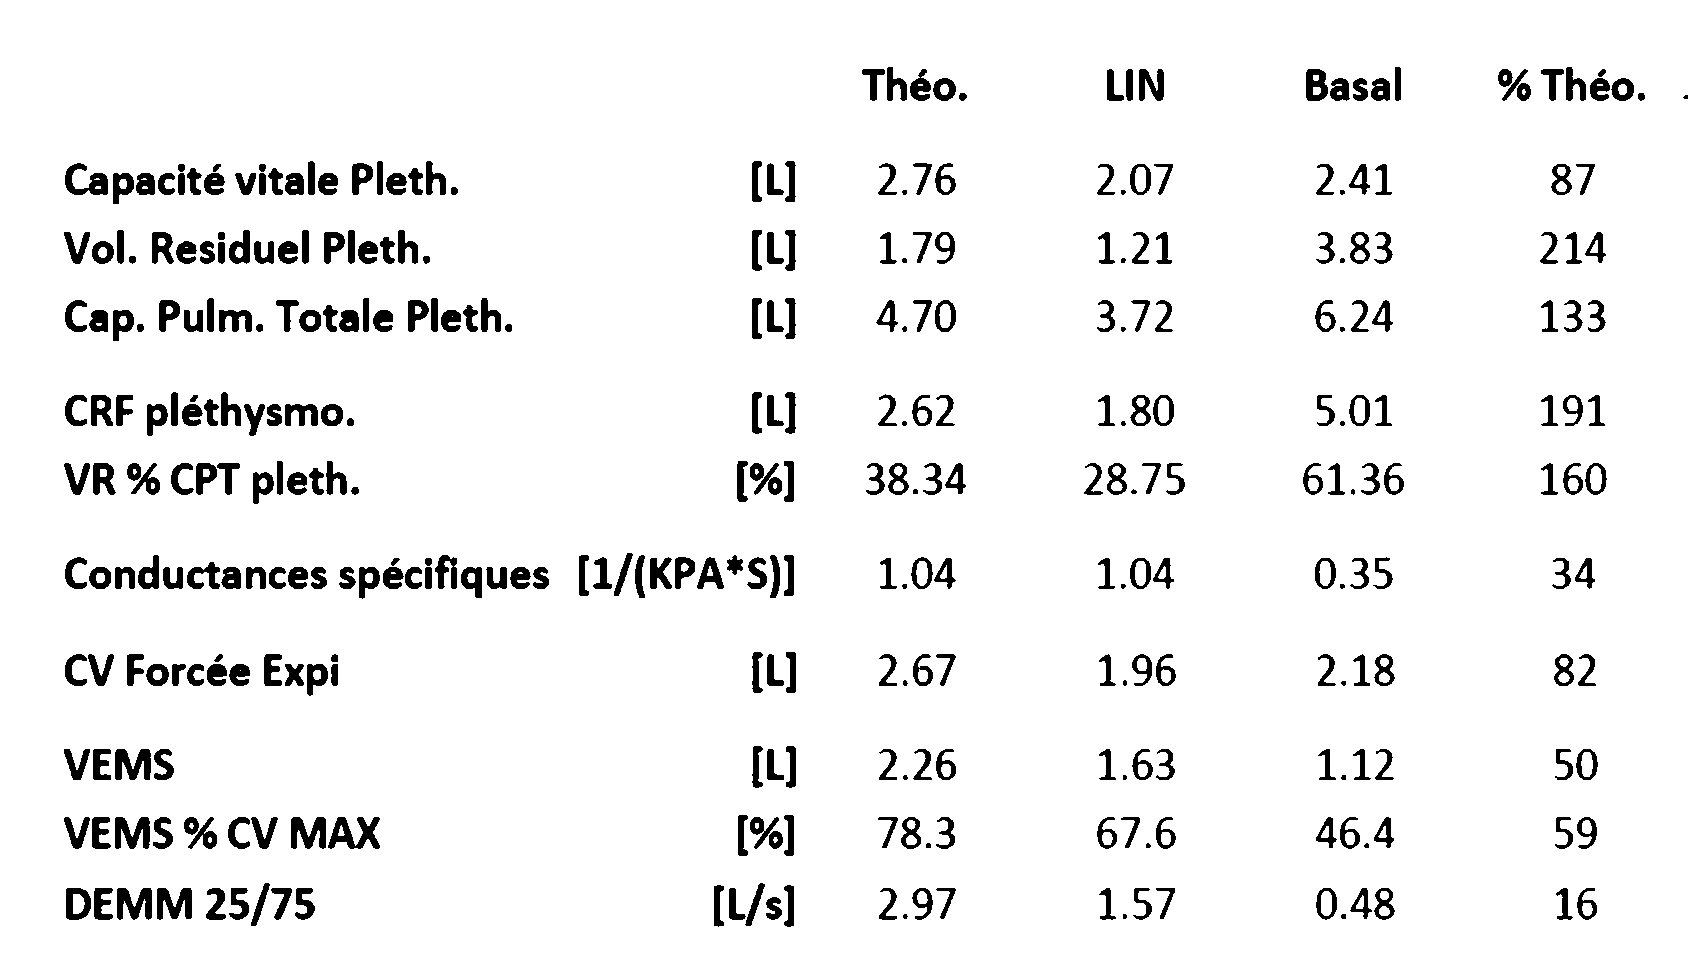 Théo. LIN Basal % Théo.
Capacité vitale Pleth. [L] 2.76 2.07 2.41 87
Vol. Residuel Pleth. [L] 1.79 1.21 3.83 214
Cap. Pulm. Totale Pleth. [L] 4.70 3.72 6.24 133
CRF pléthysmo. [L] 2.62 1.80 5.01 191
VR % CPT pleth. [%] 38.34 28.75 61.36 160
Conductances spécifiques [1/(KPA*S)] 1.04 1.04 0.35 34
CV Forcée Expi [L] 2.67 1.96 2.18 82
VEMS [L] 2.26 1.63 1.12 50
VEMS % CV MAX [%] 78.3 67.6 46.4 59
DEMM 25/75 [L/s] 2.97 1.57 0.48 16